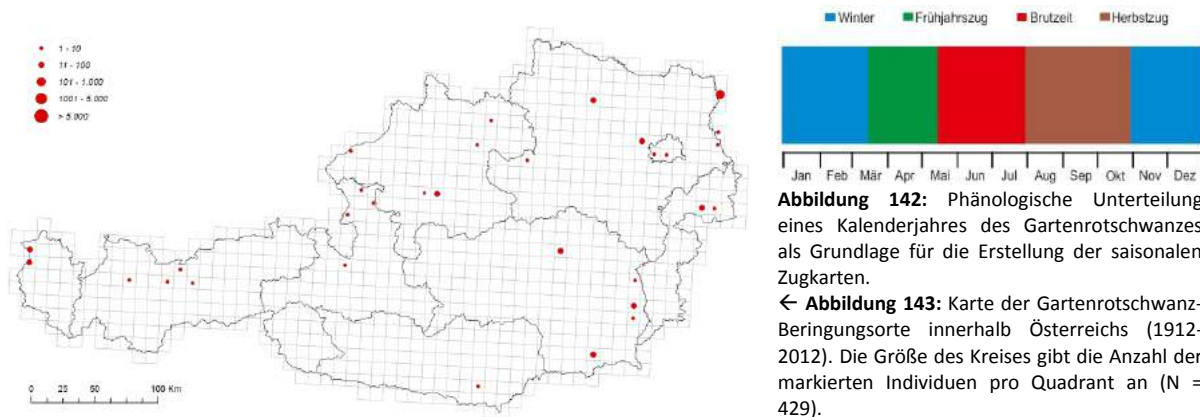 1 - 10
11 - 100
101 - 1.000
1001 - 5.000
> 5.000
0 25 50 100 Km
Winter Frühjahrszug Brutzeit Herbstzug
Jan Feb Mär Apr Mai Jun Jul Aug Sep Okt Nov Dez
Abbildung 142: Phänologische Unterteilung
eines Kalenderjahres des Gartenrotschwanzes
als Grundlage für die Erstellung der saisonalen
Zugkarten.
← Abbildung 143: Karte der Gartenrotschwanz-
Beringungsorte innerhalb Österreichs (1912-
2012). Die Größe des Kreises gibt die Anzahl der
markierten Individuen pro Quadrant an (N =
429).